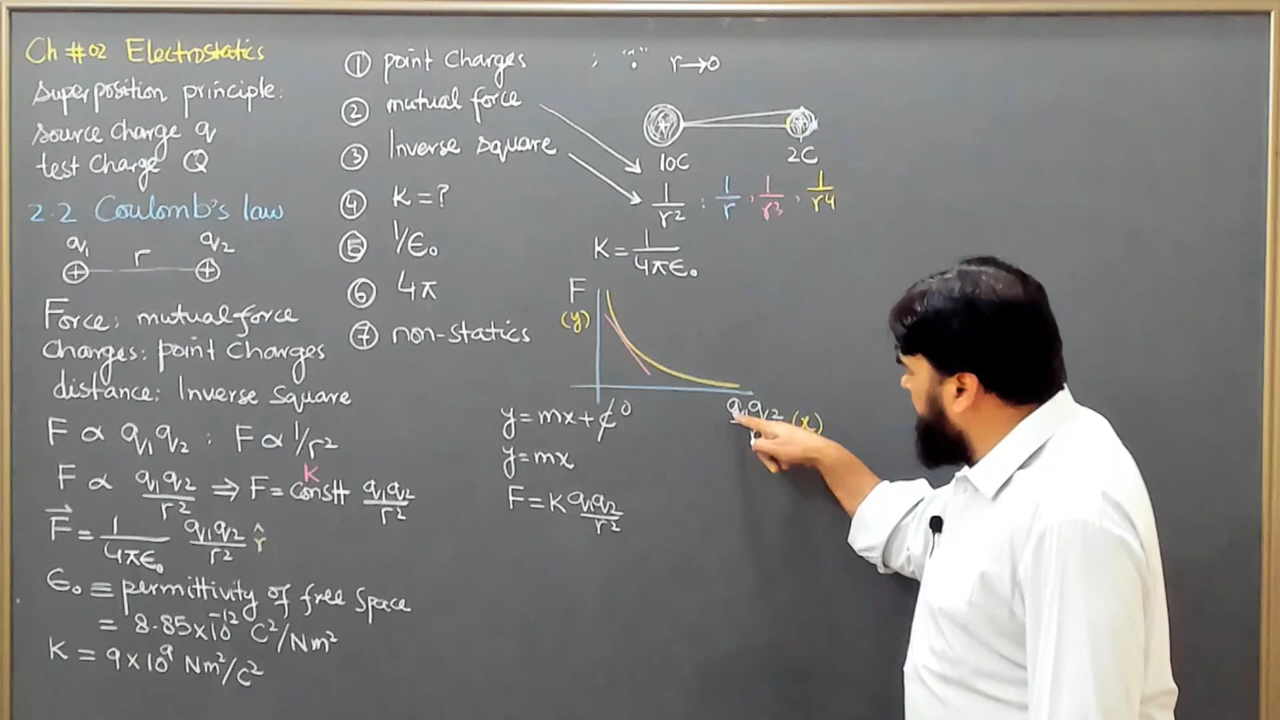 Ch #02 Electrostatics
Superposition principle:
source charge q
test charge Q
2.2 Coulomb's law
q₁ r q₂
Force: mutual force
Charges: point charges
distance: Inverse Square
F ∝ q₁q₂ : F ∝ 1/r²
F ∝ q₁q₂/r² ⇒ F = const K q₁q₂/r²
F⃗ = 1/4πϵ₀ q₁q₂/r² r̂
ϵ₀ ≡ permittivity of free space
= 8.85×10⁻¹² C²/Nm²
K = 9×10⁹ Nm²/C²
① point charges ; "." r→0
② mutual force
③ Inverse square
④ K = ?
⑤ 1/ϵ₀
⑥ 4π
⑦ non-statics
10C 2C
1/r² : 1/r , 1/r³ , 1/r⁴
K = 1/4πϵ₀
F
(y)
q₁q₂ (x)
y = mx + c 0
y = mx
F = K q₁q₂/r²